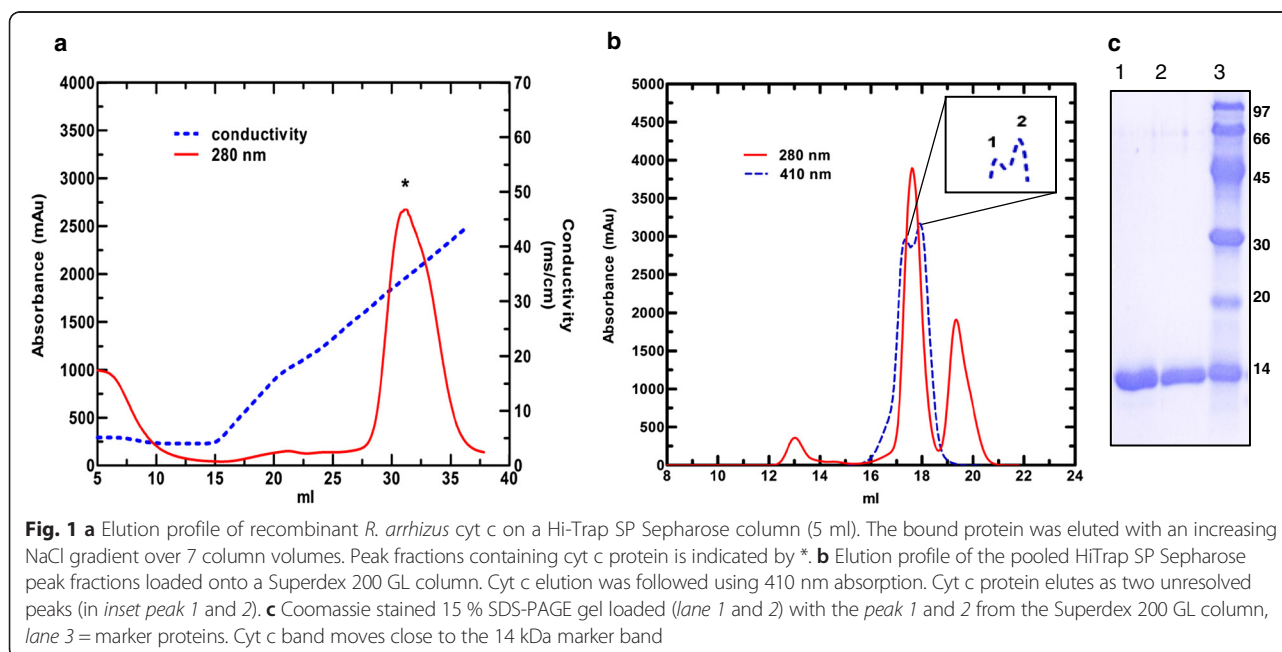 a
4000
3750
3500
3250
3000
2750
2500
2250
2000
1750
1500
1250
1000
750
500
250
0
Absorbance (mAu)
conductivity
280 nm
*
70
60
50
40
30
20
10
0
Conductivity
(ms/cm)
5 10 15 20 25 30 35 40
ml
b
5000
4500
4000
3500
3000
2500
2000
1500
1000
500
0
Absorbance (mAu)
280 nm
410 nm
1 2
8 10 12 14 16 18 20 22 24
ml
c
1 2 3
97
66
45
30
20
14
Fig. 1 a Elution profile of recombinant R. arrhizus cyt c on a Hi-Trap SP Sepharose column (5 ml). The bound protein was eluted with an increasing
NaCl gradient over 7 column volumes. Peak fractions containing cyt c protein is indicated by *. b Elution profile of the pooled HiTrap SP Sepharose
peak fractions loaded onto a Superdex 200 GL column. Cyt c elution was followed using 410 nm absorption. Cyt c protein elutes as two unresolved
peaks (in inset peak 1 and 2). c Coomassie stained 15 % SDS-PAGE gel loaded (lane 1 and 2) with the peak 1 and 2 from the Superdex 200 GL column,
lane 3 = marker proteins. Cyt c band moves close to the 14 kDa marker band